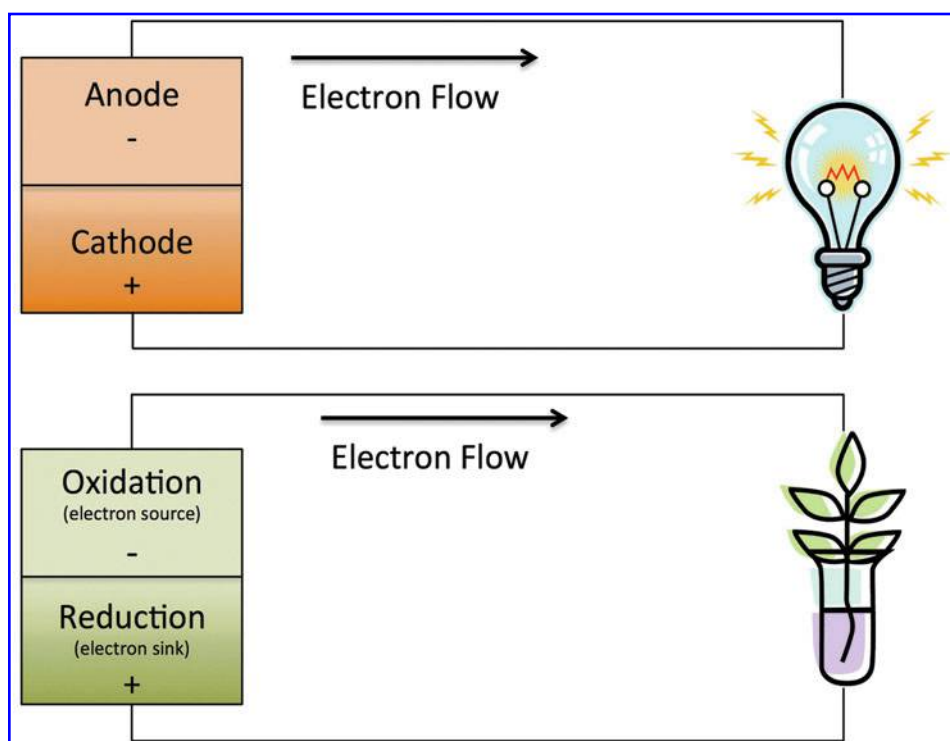 Anode
-
Cathode
+
Electron Flow
Oxidation
(electron source)
-
Reduction
(electron sink)
+
Electron Flow